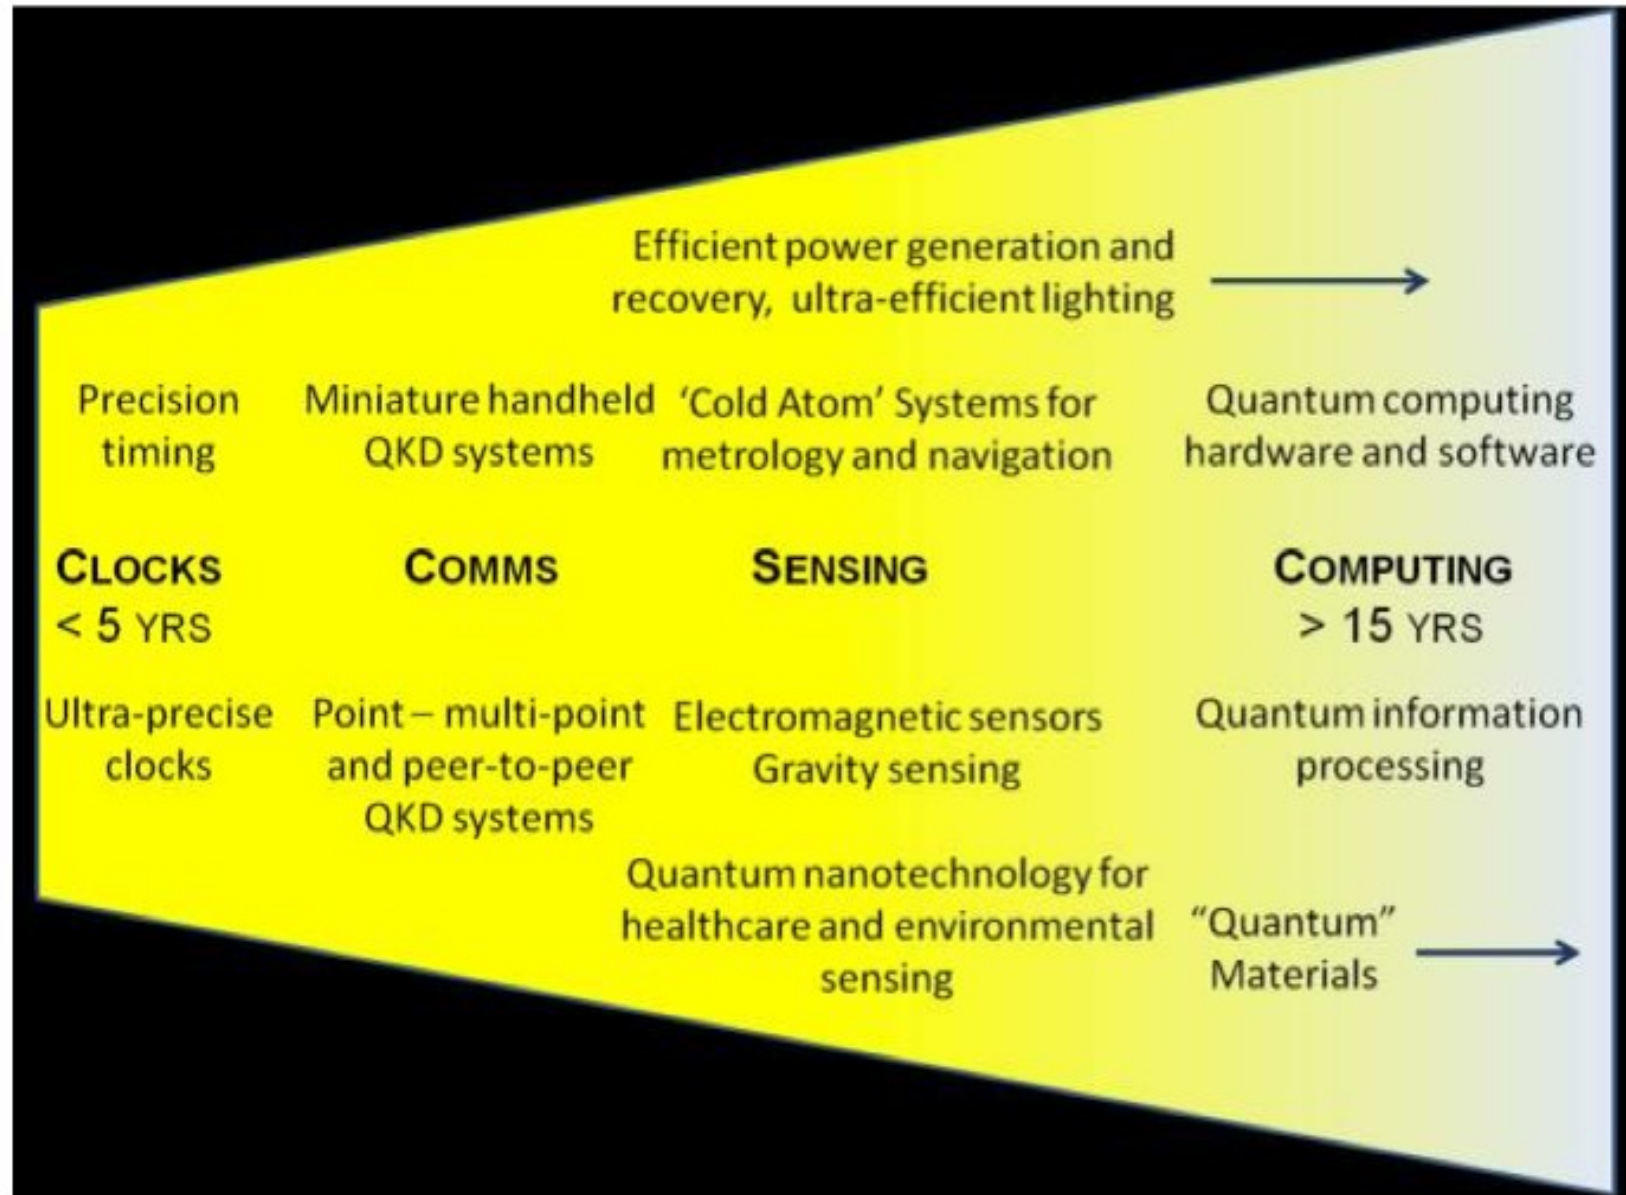 Efficient power generation and
recovery, ultra-efficient lighting
Precision
timing
Miniature handheld
QKD systems
‘Cold Atom’ Systems for
metrology and navigation
Quantum computing
hardware and software
CLOCKS
< 5 YRS
COMMS
SENSING
COMPUTING
> 15 YRS
Ultra-precise
clocks
Point – multi-point
and peer-to-peer
QKD systems
Electromagnetic sensors
Gravity sensing
Quantum information
processing
Quantum nanotechnology for
healthcare and environmental
sensing
“Quantum”
Materials